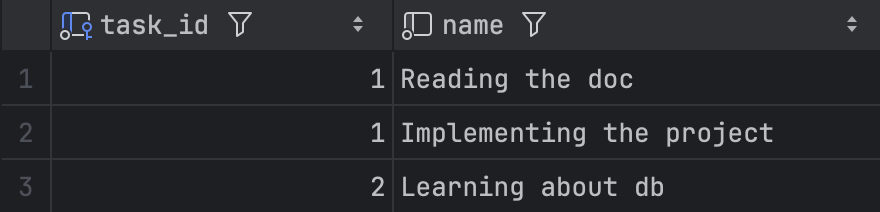 task_id name
1 1 Reading the doc
2 1 Implementing the project
3 2 Learning about db